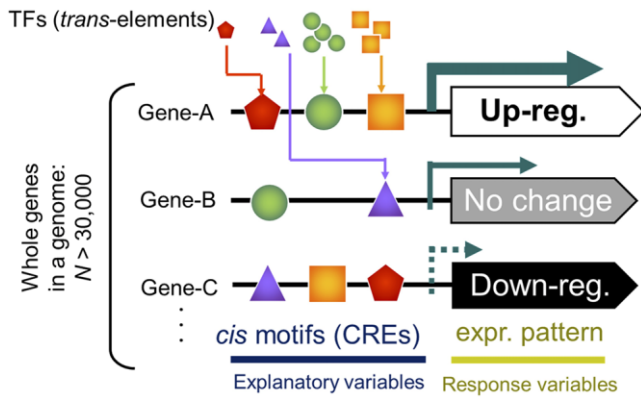 TFs (trans-elements)
Gene-A
Up-reg.
Gene-B
No change
Gene-C
Down-reg.
Whole genes
in a genome:
N > 30,000
cis motifs (CREs)
expr. pattern
Explanatory variables
Response variables